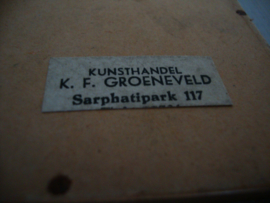 KUNSTHANDEL
K. F. GROENEVELD
Sarphatipark 117